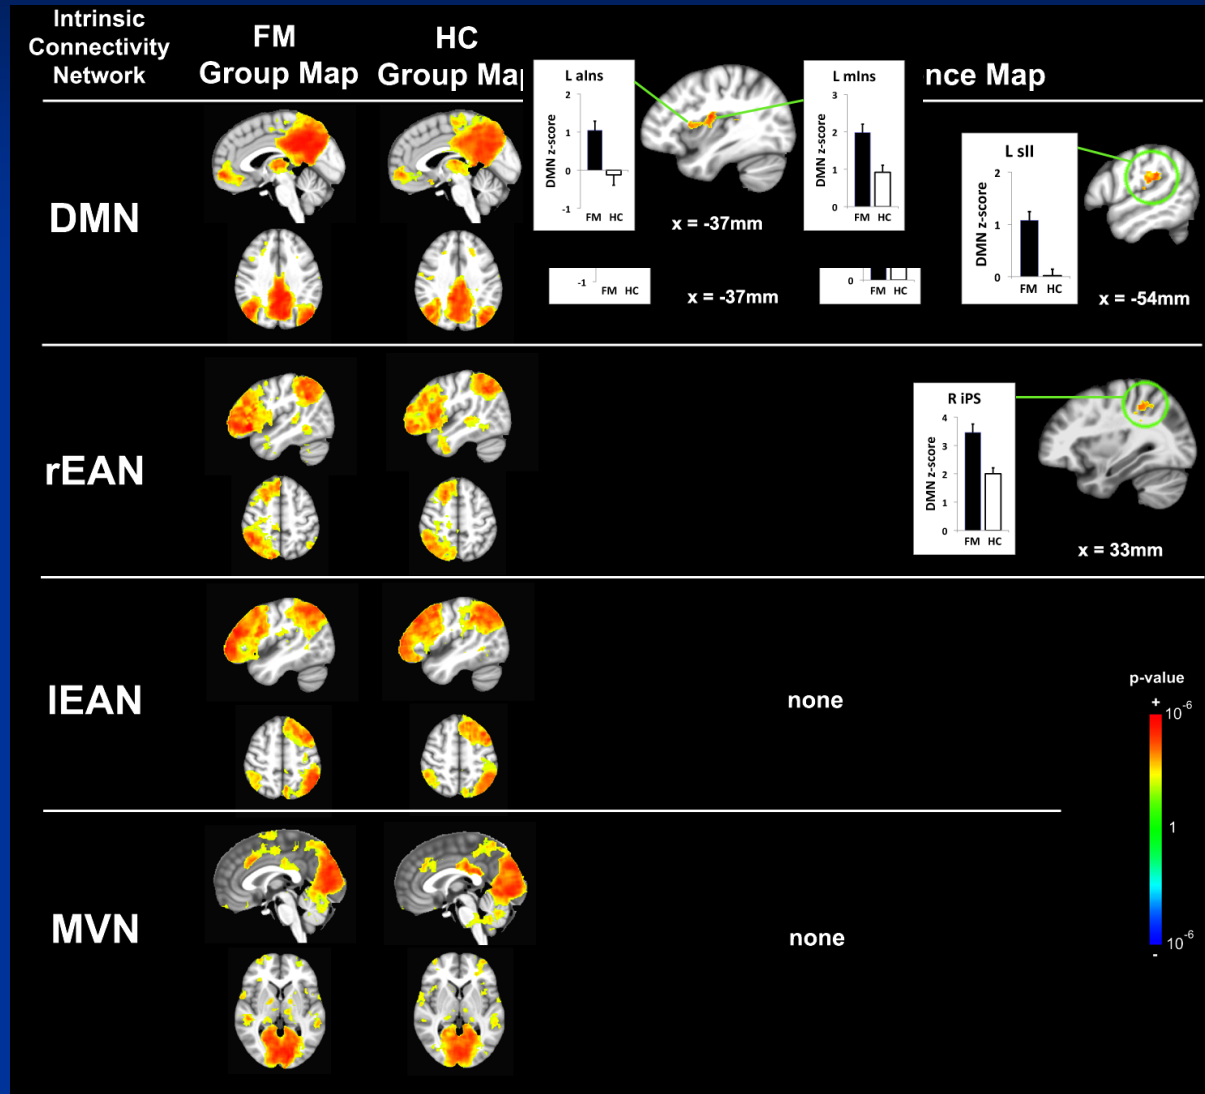 Intrinsic
Connectivity
Network
FM
Group Map
HC
Group Ma
nce Map
DMN
L aIns
DMN z-score
2
1
0
-1
FM HC
x = -37mm
L mIns
DMN z-score
3
2
1
0
FM HC
-1
FM HC
x = -37mm
0
FM HC
L sII
DMN z-score
2
1
0
FM HC
x = -54mm
rEAN
R iPS
DMN z-score
4
3
2
1
0
FM HC
x = 33mm
lEAN
none
p-value
+
10-6
1
10-6
-
MVN
none